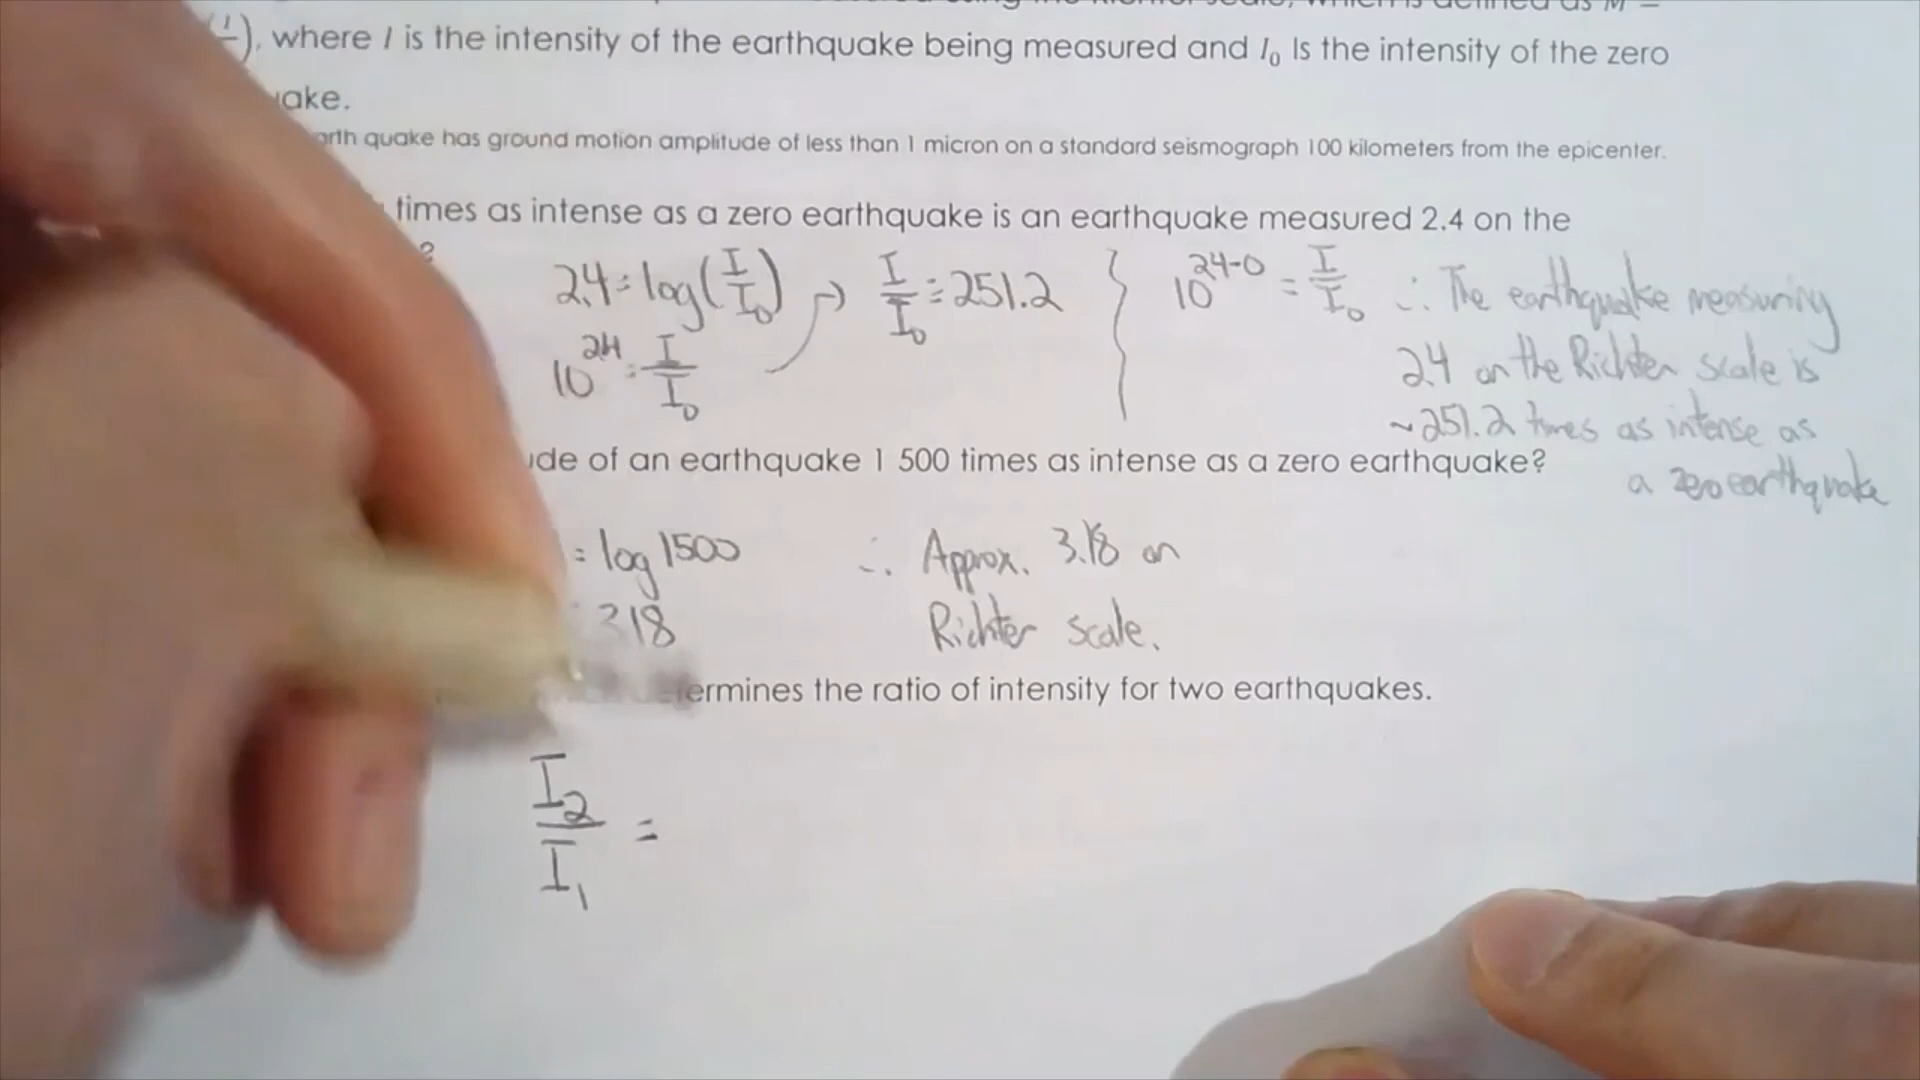 where I is the intensity of the earthquake being measured and I₀ Is the intensity of the zero
quake has ground motion amplitude of less than 1 micron on a standard seismograph 100 kilometers from the epicenter.
times as intense as a zero earthquake is an earthquake measured 2.4 on the
?
2.4 = log(I/I₀) → I/I₀ = 251.2
10^2.4 = I/I₀
10^2.4-0 = I/I₀ ∴ The earthquake measuring
2.4 on the Richter scale is
~251.2 times as intense as
a zero earthquake
of an earthquake 1 500 times as intense as a zero earthquake?
= log 1500
3.18
∴ Approx. 3.18 on
Richter scale.
the ratio of intensity for two earthquakes.
I₂/I₁ =